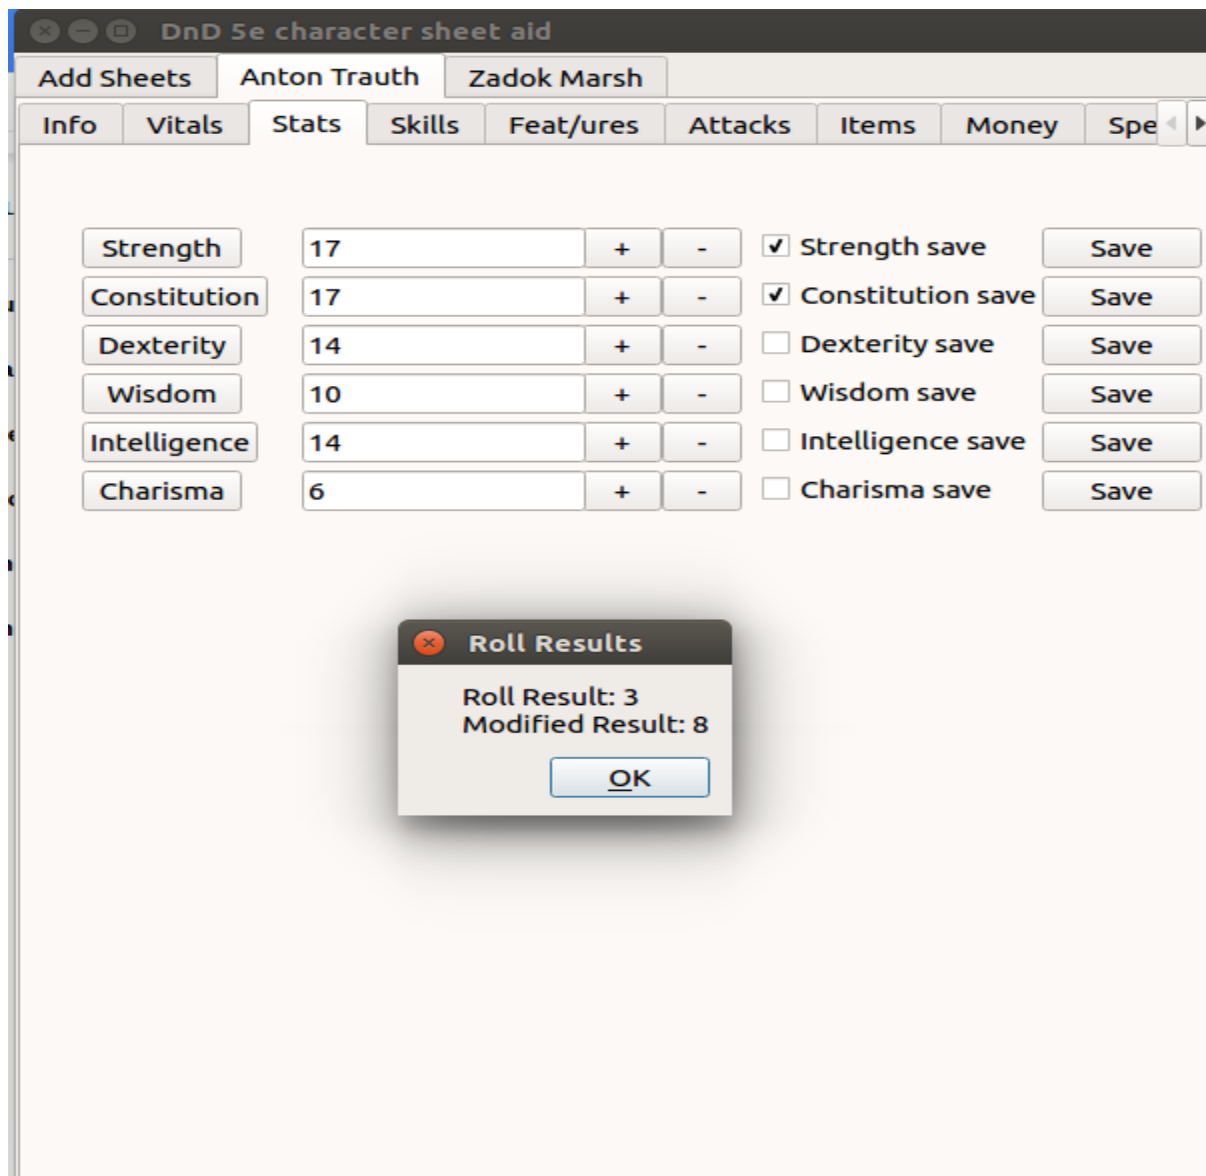 DnD 5e character sheet aid
Add Sheets Anton Trauth Zadok Marsh
Info Vitals Stats Skills Feat/ures Attacks Items Money Spe
Strength 17 + - Strength save Save
Constitution 17 + - Constitution save Save
Dexterity 14 + - Dexterity save Save
Wisdom 10 + - Wisdom save Save
Intelligence 14 + - Intelligence save Save
Charisma 6 + - Charisma save Save
Roll Results
Roll Result: 3
Modified Result: 8
OK